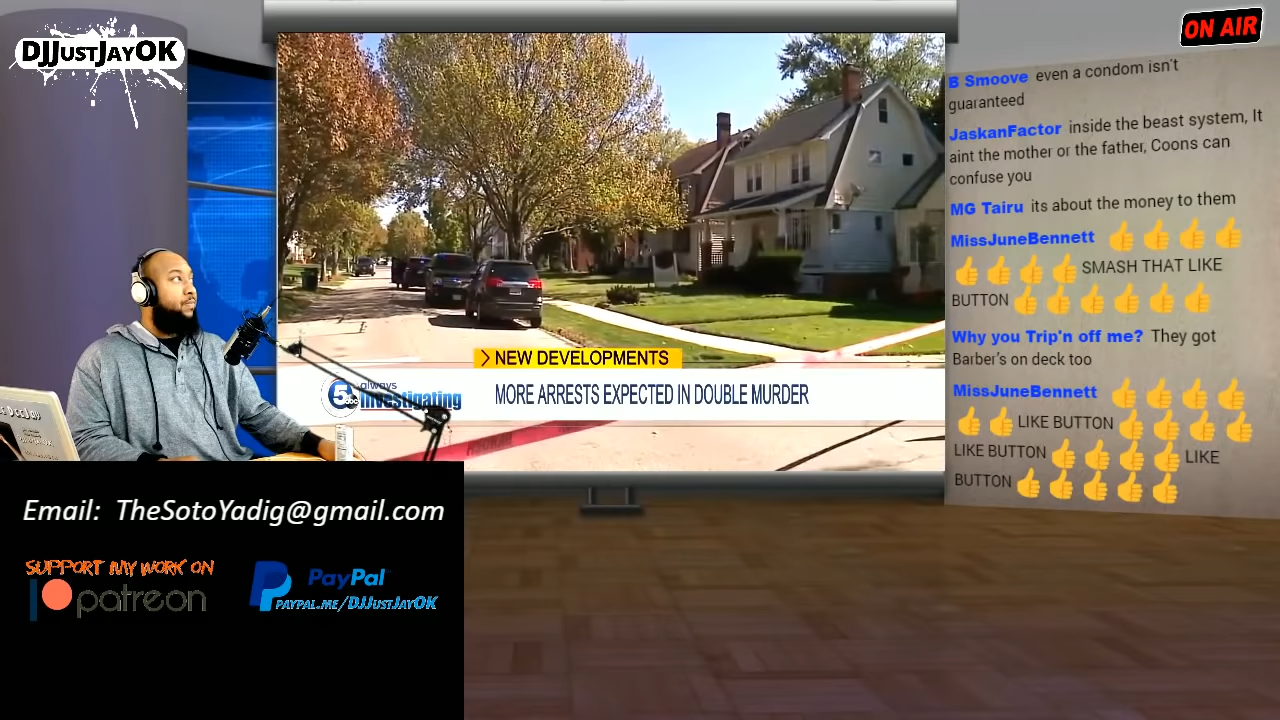 DJJustJayOK
ON AIR
B Smoove even a condom isn't
guaranteed
JaskanFactor inside the beast system, It
aint the mother or the father, Coons can
confuse you
MG Tairu its about the money to them
MissJuneBennett 👍 👍 👍 👍
👍 👍 👍 👍 SMASH THAT LIKE
BUTTON 👍 👍 👍 👍 👍 👍
Why you Trip'n off me? They got
Barber's on deck too
MissJuneBennett 👍 👍 👍 👍
👍 👍 LIKE BUTTON 👍 👍 👍 👍
LIKE BUTTON 👍 👍 👍 👍 LIKE
BUTTON 👍 👍 👍 👍 👍
NEW DEVELOPMENTS
5 abc always
investigating
MORE ARRESTS EXPECTED IN DOUBLE MURDER
Email: TheSotoYadig@gmail.com
SUPPORT MY WORK ON
patreon
PayPal
PAYPAL.ME/DJJUSTJAYOK